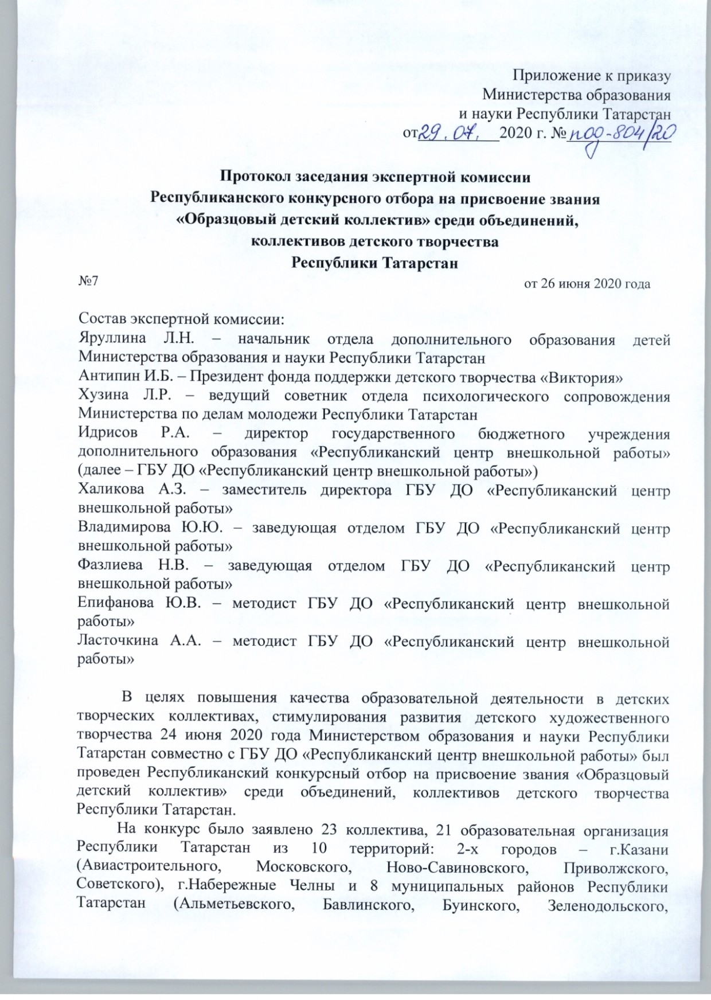 Приложение к приказу
Министерства образования
и науки Республики Татарстан
от 29.07. 2020 г. № под-804/20
Протокол заседания экспертной комиссии
Республиканского конкурсного отбора на присвоение звания
«Образцовый детский коллектив» среди объединений,
коллективов детского творчества
Республики Татарстан
№7 от 26 июня 2020 года
Состав экспертной комиссии:
Яруллина Л.Н. – начальник отдела дополнительного образования детей
Министерства образования и науки Республики Татарстан
Антипин И.Б. – Президент фонда поддержки детского творчества «Виктория»
Хузина Л.Р. – ведущий советник отдела психологического сопровождения
Министерства по делам молодежи Республики Татарстан
Идрисов Р.А. – директор государственного бюджетного учреждения
дополнительного образования «Республиканский центр внешкольной работы»
(далее – ГБУ ДО «Республиканский центр внешкольной работы»)
Халикова А.З. – заместитель директора ГБУ ДО «Республиканский центр
внешкольной работы»
Владимирова Ю.Ю. – заведующая отделом ГБУ ДО «Республиканский центр
внешкольной работы»
Фазлиева Н.В. – заведующая отделом ГБУ ДО «Республиканский центр
внешкольной работы»
Епифанова Ю.В. – методист ГБУ ДО «Республиканский центр внешкольной
работы»
Ласточкина А.А. – методист ГБУ ДО «Республиканский центр внешкольной
работы»
В целях повышения качества образовательной деятельности в детских
творческих коллективах, стимулирования развития детского художественного
творчества 24 июня 2020 года Министерством образования и науки Республики
Татарстан совместно с ГБУ ДО «Республиканский центр внешкольной работы» был
проведен Республиканский конкурсный отбор на присвоение звания «Образцовый
детский коллектив» среди объединений, коллективов детского творчества
Республики Татарстан.
На конкурс было заявлено 23 коллектива, 21 образовательная организация
Республики Татарстан из 10 территорий: 2-х городов – г.Казани
(Авиастроительного, Московского, Ново-Савиновского, Приволжского,
Советского), г.Набережные Челны и 8 муниципальных районов Республики
Татарстан (Альметьевского, Бавлинского, Буинского, Зеленодольского,